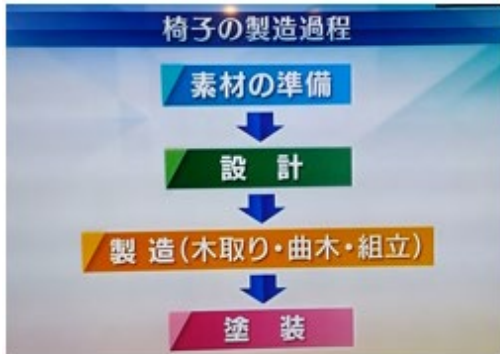 椅子の製造過程
素材の準備
設計
製造(木取り・曲木・組立)
塗装